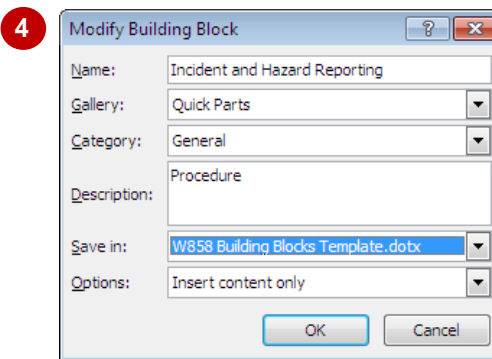 4
Modify Building Block
Name: Incident and Hazard Reporting
Gallery: Quick Parts
Category: General
Description: Procedure
Save in: W858 Building Blocks Template.dotx
Options: Insert content only
OK Cancel